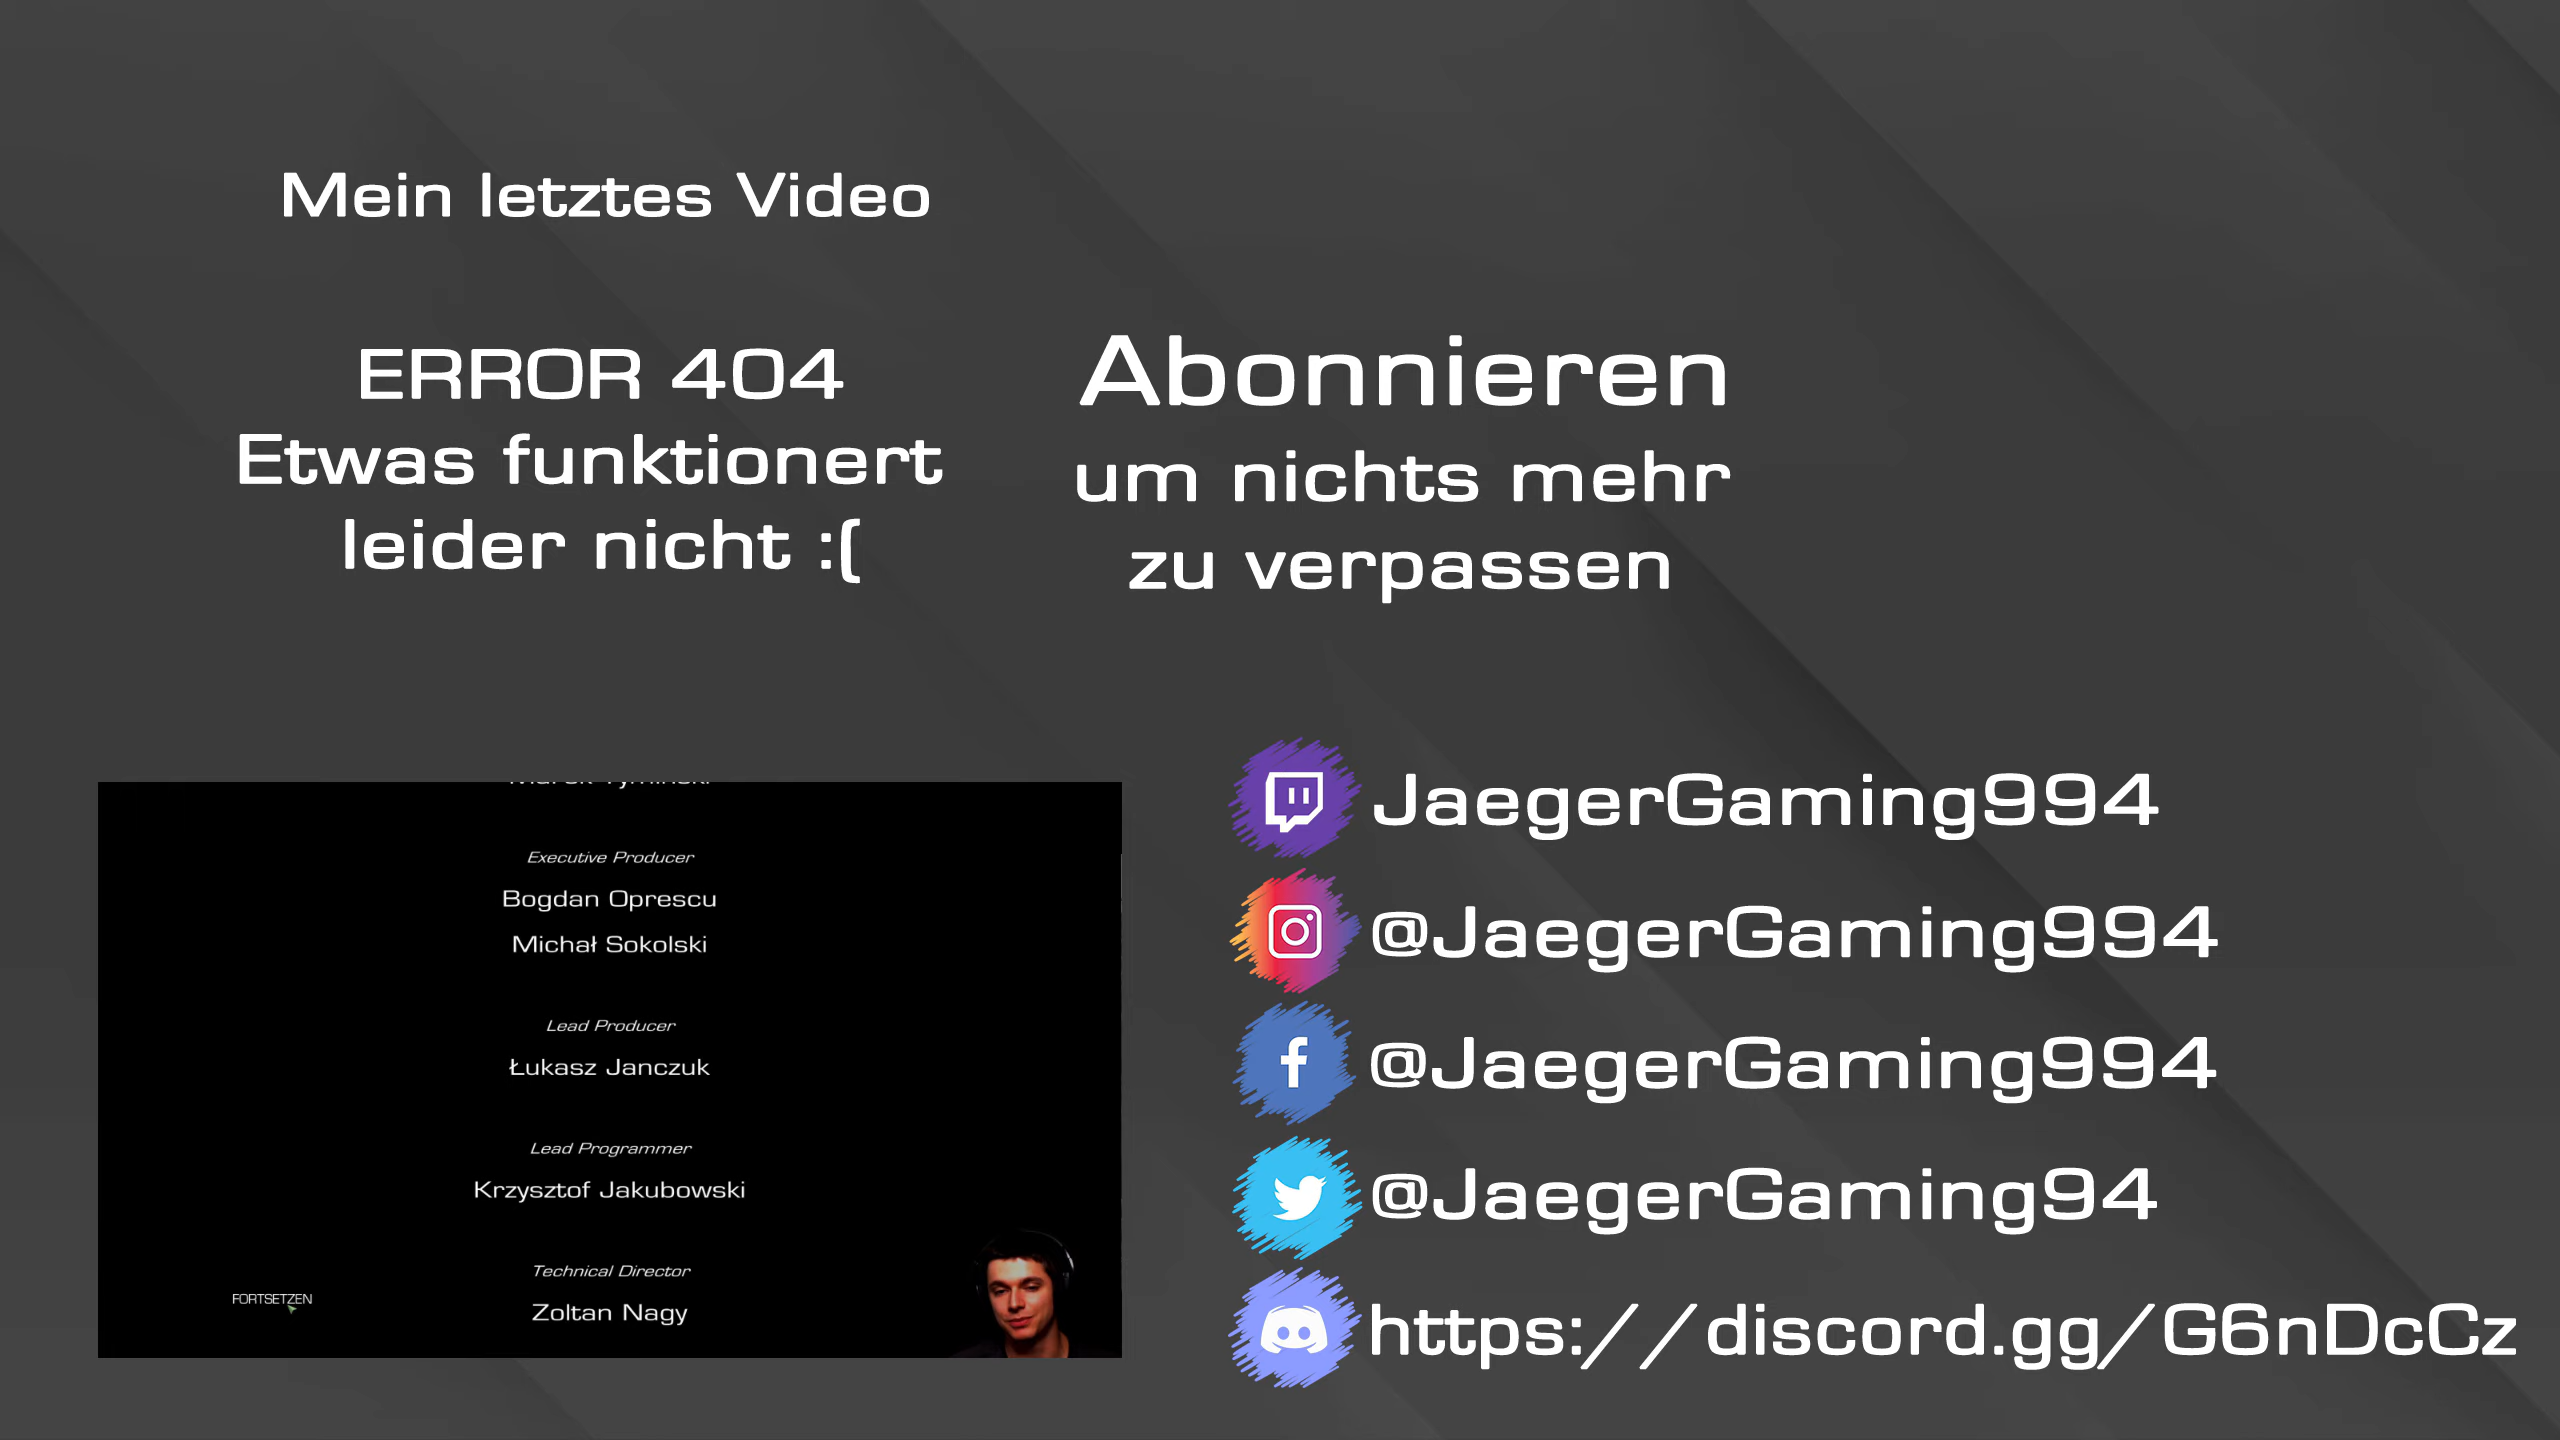 Mein letztes Video
ERROR 404
Etwas funktionert
leider nicht :(
Abonnieren
um nichts mehr
zu verpassen
Executive Producer
Bogdan Oprescu
Michał Sokolski
Lead Producer
Łukasz Janczuk
Lead Programmer
Krzysztof Jakubowski
Technical Director
Zoltan Nagy
FORTSETZEN
JaegerGaming994
@JaegerGaming994
@JaegerGaming994
@JaegerGaming94
https://discord.gg/G6nDcCz